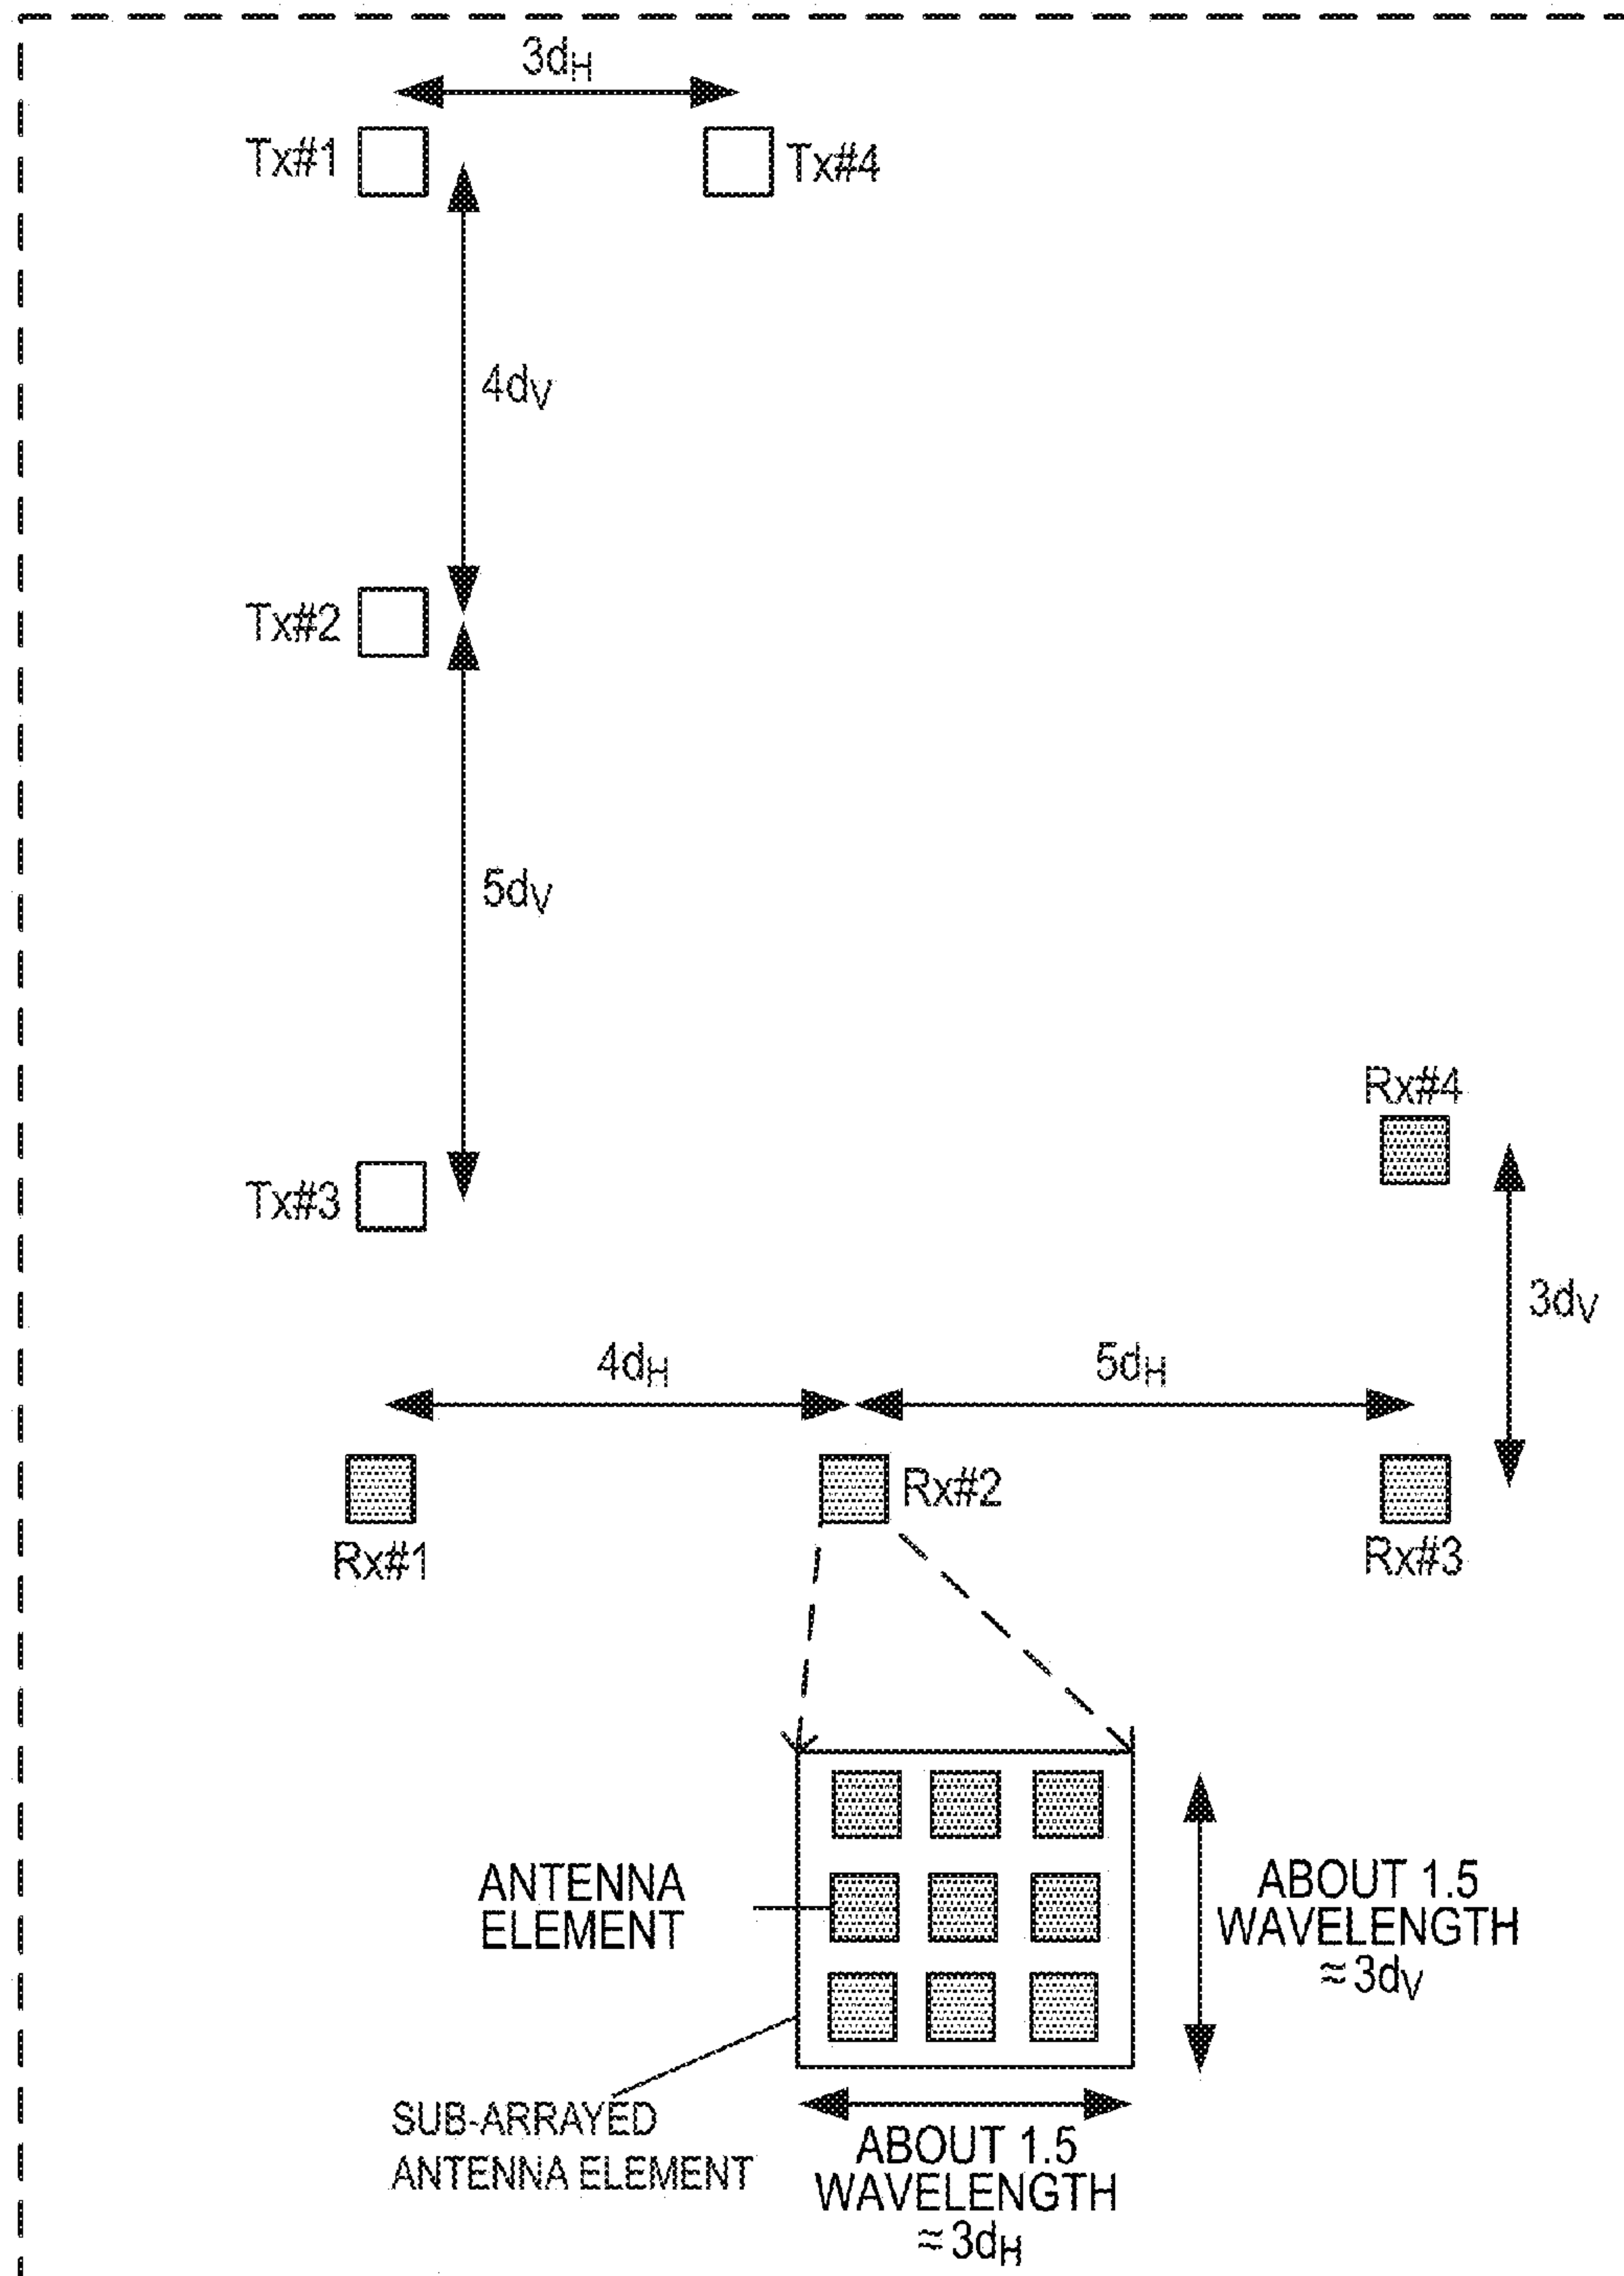 3dH
Tx#1
Tx#4
4dV
Tx#2
5dV
Rx#4
Tx#3
3dV
4dH
5dH
Rx#2
Rx#1
Rx#3
ANTENNA
ELEMENT
ABOUT 1.5
WAVELENGTH
≈3dV
SUB-ARRAYED
ANTENNA ELEMENT
ABOUT 1.5
WAVELENGTH
≈3dH